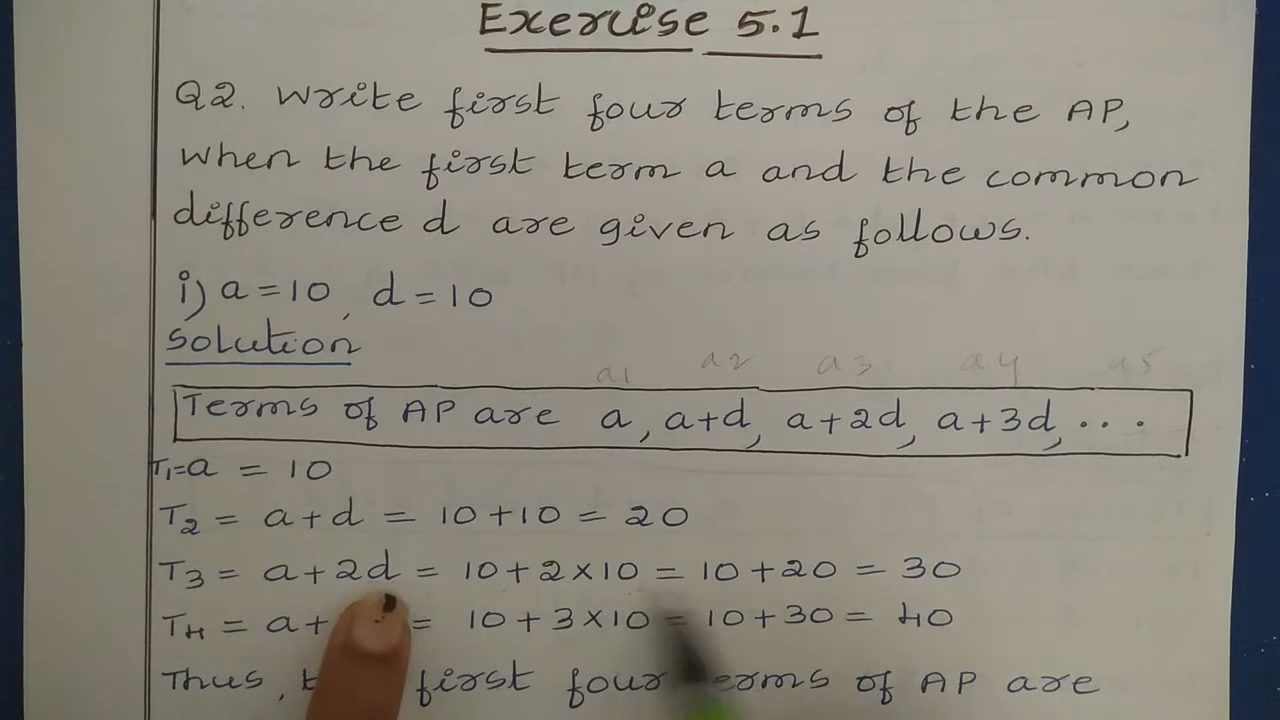 Exercise 5.1
Q2. Write first four terms of the AP,
when the first term a and the common
difference d are given as follows.
i) a = 10, d = 10
Solution
a1 a2 a3 a4 a5
Terms of AP are a, a+d, a+2d, a+3d, ...
T1 = a = 10
T2 = a+d = 10+10 = 20
T3 = a+2d = 10+2×10 = 10+20 = 30
T4 = a+ = 10+3×10 = 10+30 = 40
Thus, first four terms of AP are